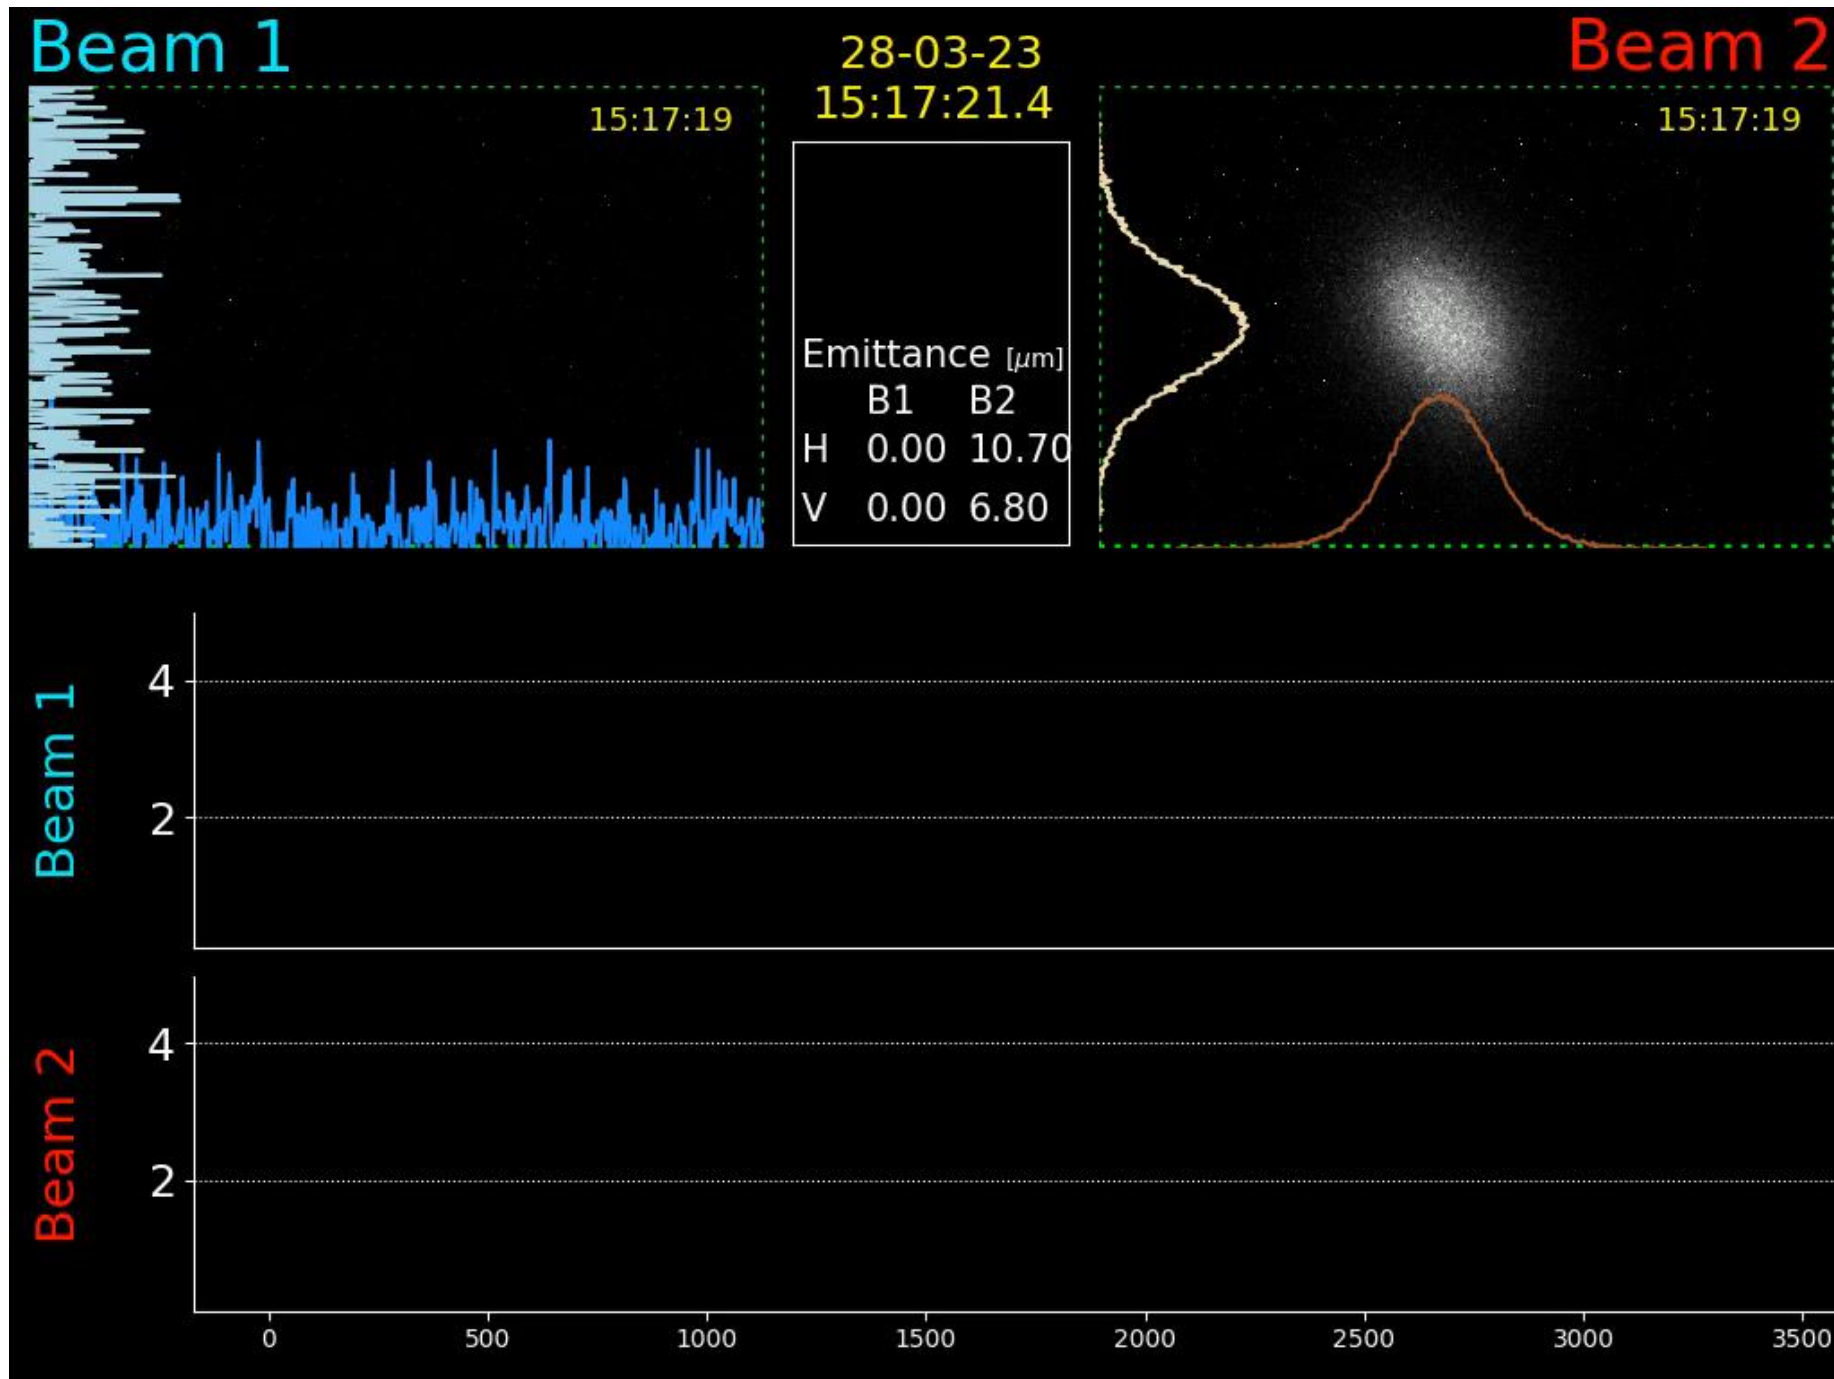 Beam 1
28-03-23
Beam 2
15:17:21.4
15:17:19
15:17:19
Emittance [μm]
B1 B2
H 0.00 10.70
V 0.00 6.80
Beam 1
4
2
Beam 2
4
2
0 500 1000 1500 2000 2500 3000 3500